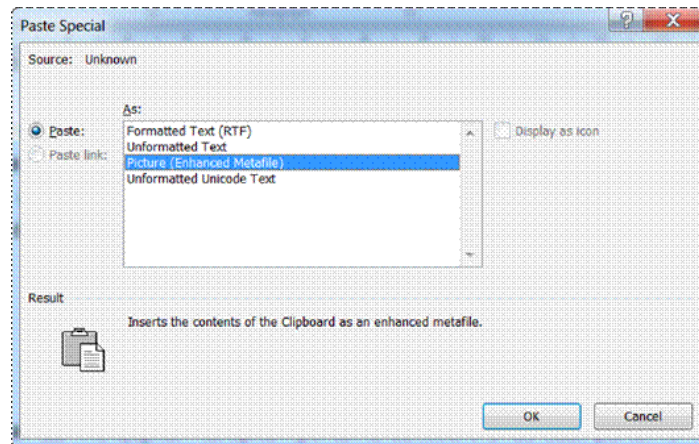 Paste Special
Source: Unknown
As:
Paste:
Paste link:
Formatted Text (RTF)
Unformatted Text
Picture (Enhanced Metafile)
Unformatted Unicode Text
Display as icon
Result
Inserts the contents of the Clipboard as an enhanced metafile.
OK Cancel